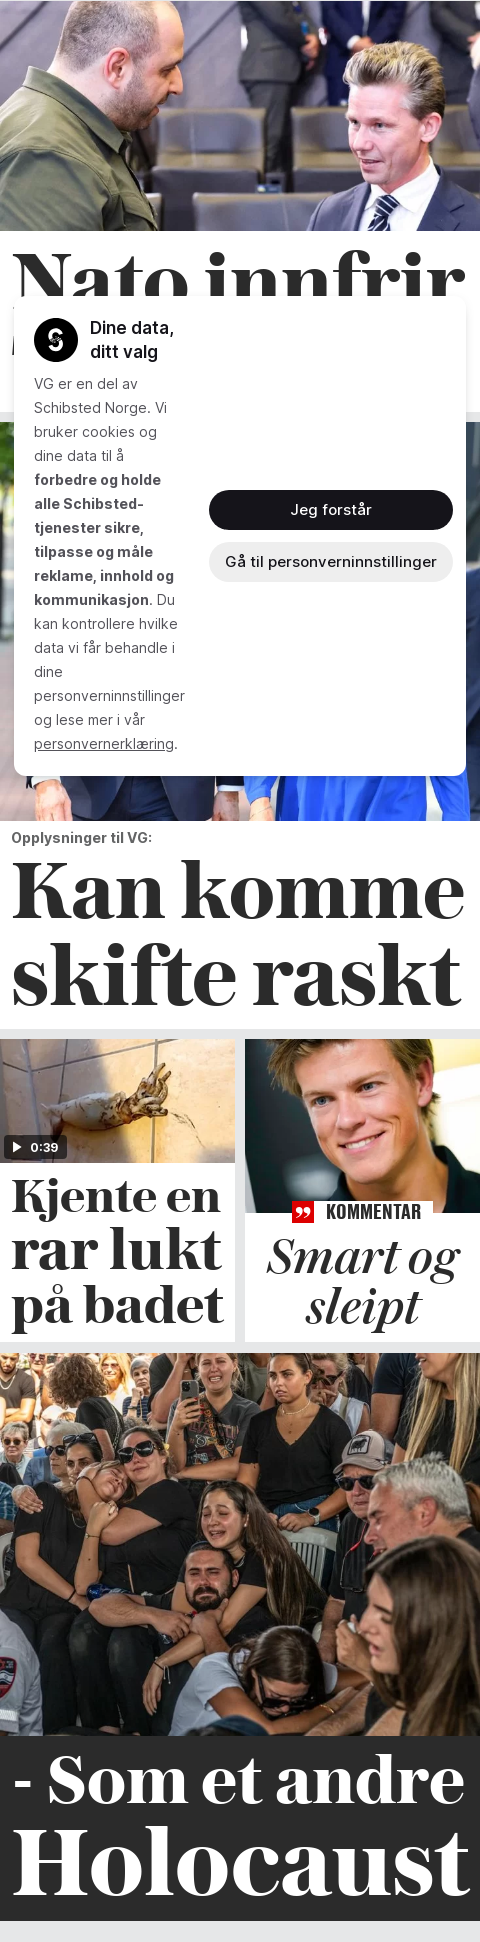 Nato innfrir
Dine data,
ditt valg
VG er en del av
Schibsted Norge. Vi
bruker cookies og
dine data til å
forbedre og holde
alle Schibsted-
tjenester sikre,
tilpasse og måle
reklame, innhold og
kommunikasjon. Du
kan kontrollere hvilke
data vi får behandle i
dine
personverninnstillinger
og lese mer i vår
personvernerklæring.
Jeg forstår
Gå til personverninnstillinger
Opplysninger til VG:
Kan komme
skifte raskt
0:39
Kjente en
rar lukt
på badet
KOMMENTAR
Smart og
sleipt
- Som et andre
Holocaust